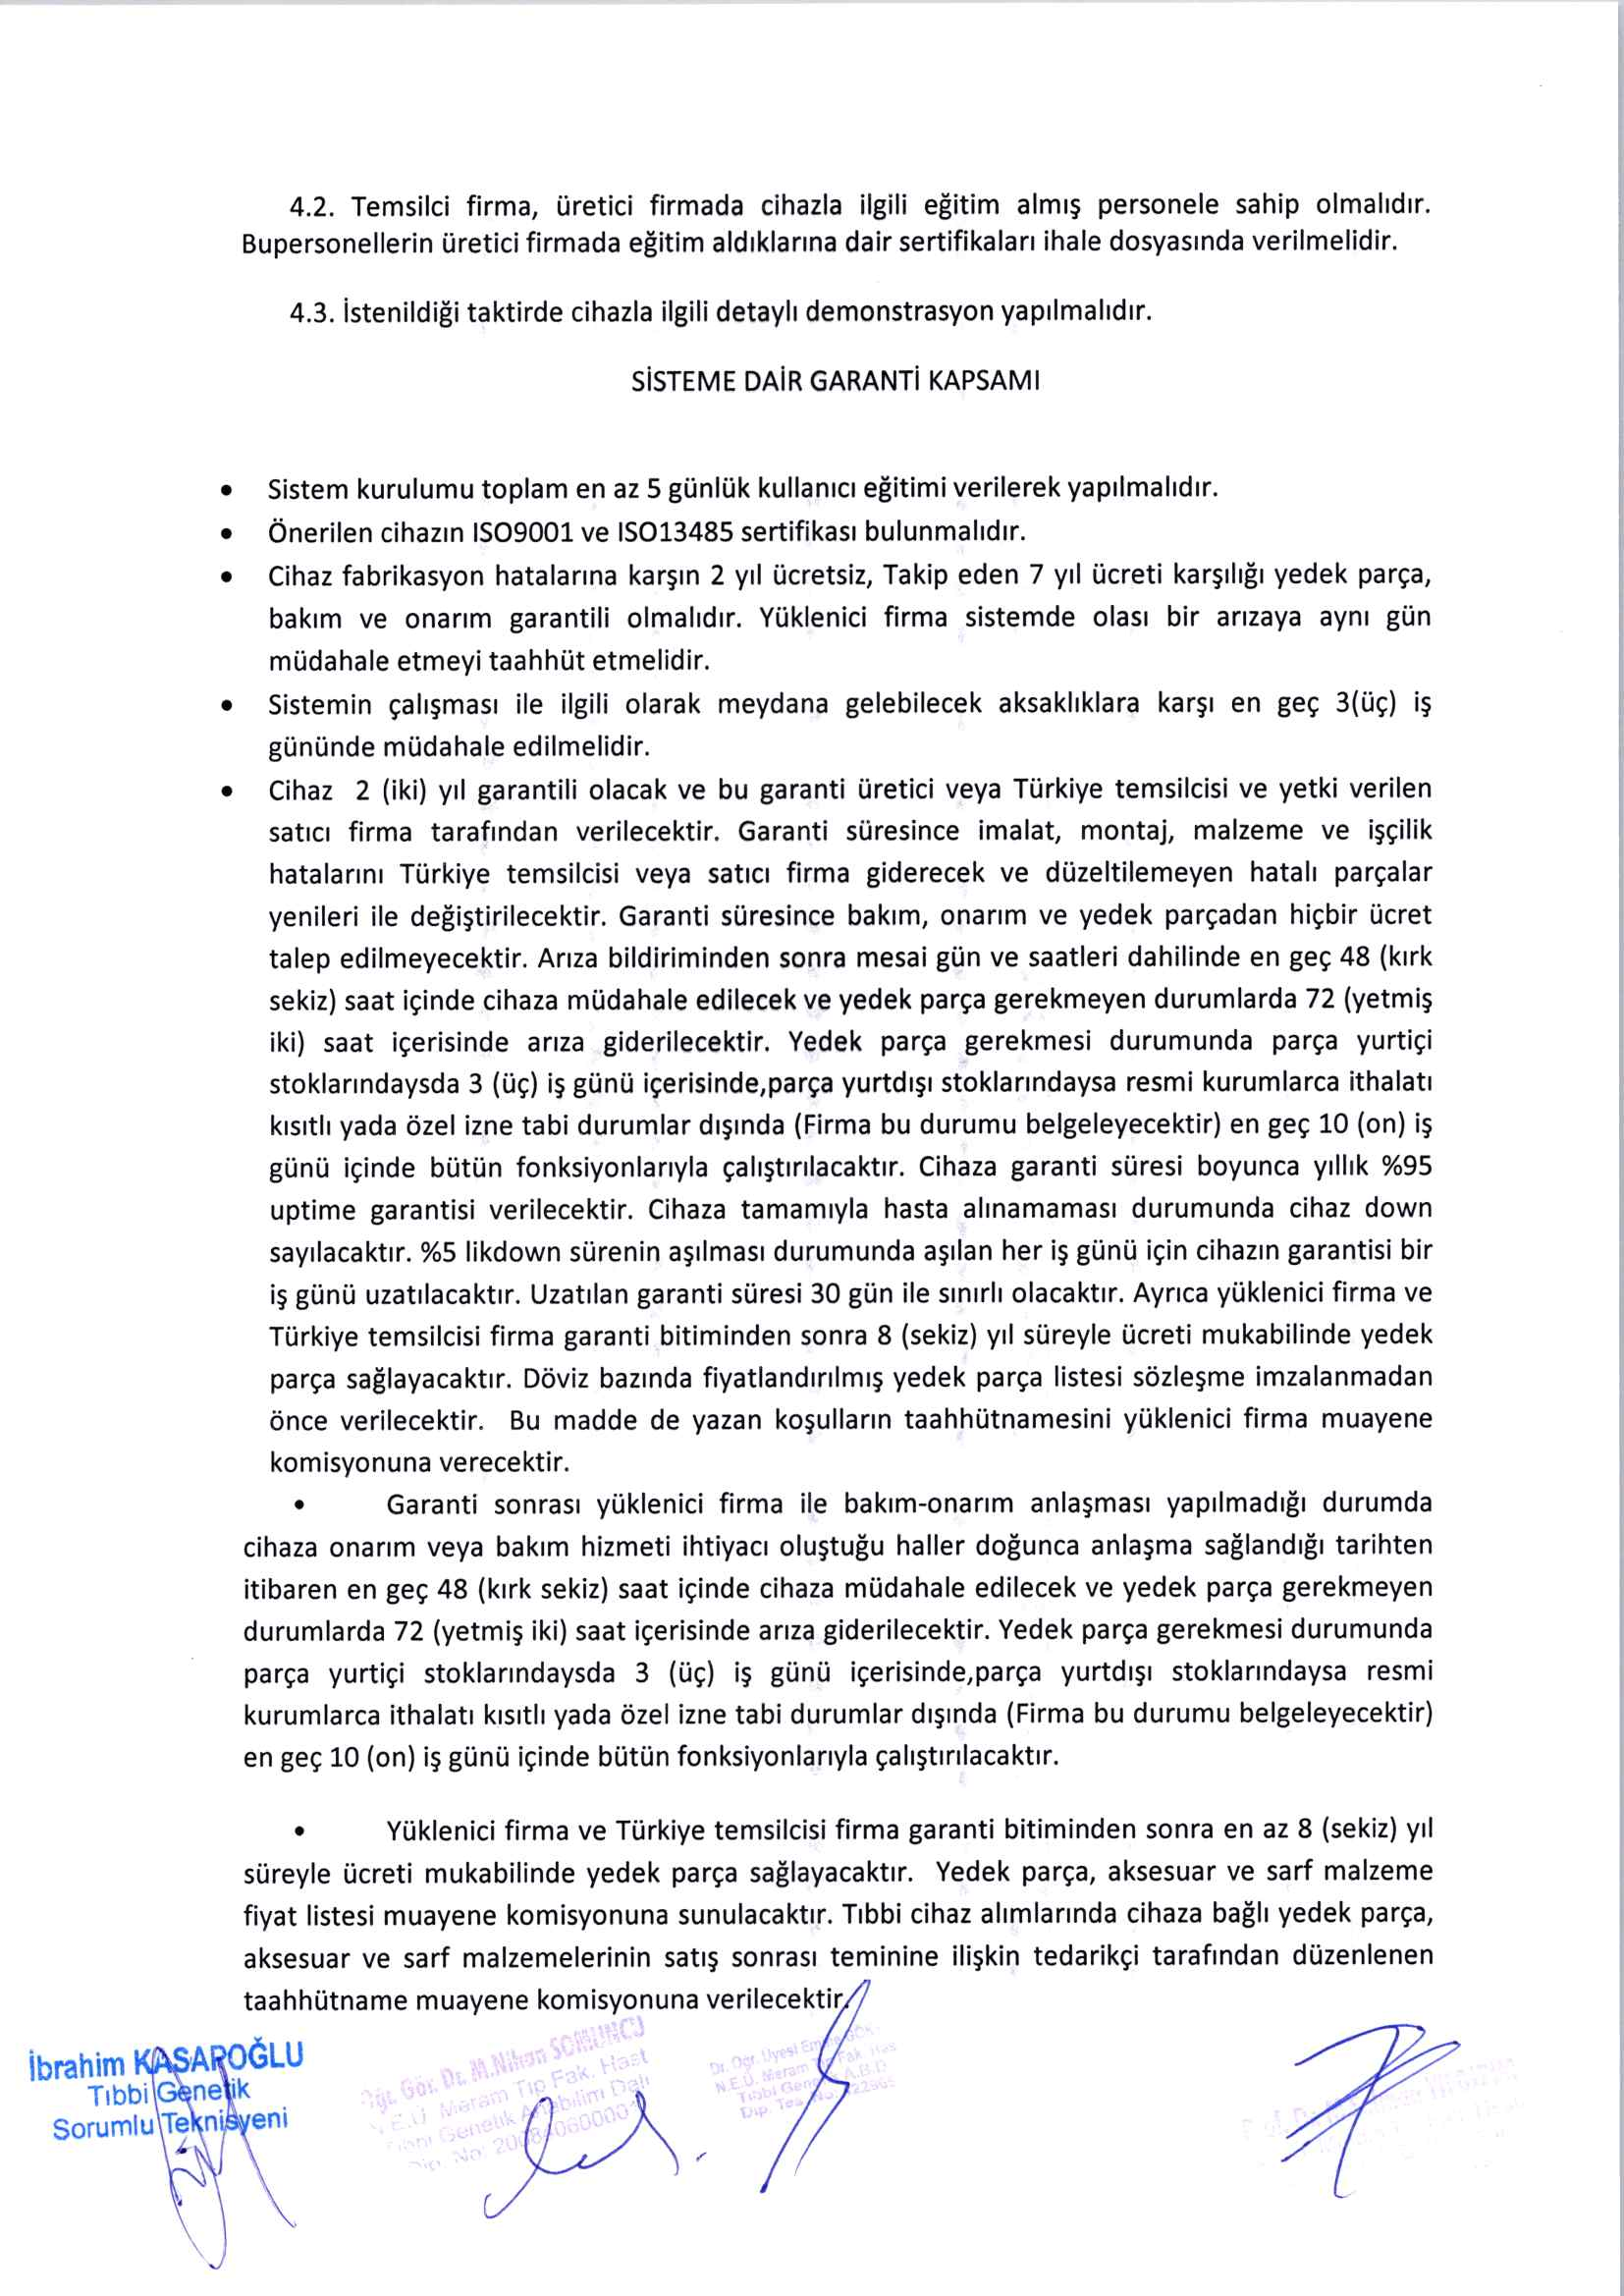 4.2. Temsilci firma, üretici firmada cihazla ilgili eğitim almış personele sahip olmalıdır.
Bupersonellerin üretici firmada eğitim aldıklarına dair sertifikaları ihale dosyasında verilmelidir.
4.3. İstenildiği taktirde cihazla ilgili detaylı demonstrasyon yapılmalıdır.
SİSTEME DAİR GARANTİ KAPSAMI
• Sistem kurulumu toplam en az 5 günlük kullanıcı eğitimi verilerek yapılmalıdır.
• Önerilen cihazın ISO9001 ve ISO13485 sertifikası bulunmalıdır.
• Cihaz fabrikasyon hatalarına karşın 2 yıl ücretsiz, Takip eden 7 yıl ücreti karşılığı yedek parça,
bakım ve onarım garantili olmalıdır. Yüklenici firma sistemde olası bir arızaya aynı gün
müdahale etmeyi taahhüt etmelidir.
• Sistemin çalışması ile ilgili olarak meydana gelebilecek aksaklıklara karşı en geç 3(üç) iş
gününde müdahale edilmelidir.
• Cihaz 2 (iki) yıl garantili olacak ve bu garanti üretici veya Türkiye temsilcisi ve yetki verilen
satıcı firma tarafından verilecektir. Garanti süresince imalat, montaj, malzeme ve işçilik
hatalarını Türkiye temsilcisi veya satıcı firma giderecek ve düzeltilemeyen hatalı parçalar
yenileri ile değiştirilecektir. Garanti süresince bakım, onarım ve yedek parçadan hiçbir ücret
talep edilmeyecektir. Arıza bildiriminden sonra mesai gün ve saatleri dahilinde en geç 48 (kırk
sekiz) saat içinde cihaza müdahale edilecek ve yedek parça gerekmeyen durumlarda 72 (yetmiş
iki) saat içerisinde arıza giderilecektir. Yedek parça gerekmesi durumunda parça yurtiçi
stoklarındaysda 3 (üç) iş günü içerisinde,parça yurtdışı stoklarındaysa resmi kurumlarca ithalatı
kısıtlı yada özel izne tabi durumlar dışında (Firma bu durumu belgeleyecektir) en geç 10 (on) iş
günü içinde bütün fonksiyonlarıyla çalıştırılacaktır. Cihaza garanti süresi boyunca yıllık %95
uptime garantisi verilecektir. Cihaza tamamıyla hasta alınamaması durumunda cihaz down
sayılacaktır. %5 likdown sürenin aşılması durumunda aşılan her iş günü için cihazın garantisi bir
iş günü uzatılacaktır. Uzatılan garanti süresi 30 gün ile sınırlı olacaktır. Ayrıca yüklenici firma ve
Türkiye temsilcisi firma garanti bitiminden sonra 8 (sekiz) yıl süreyle ücreti mukabilinde yedek
parça sağlayacaktır. Döviz bazında fiyatlandırılmış yedek parça listesi sözleşme imzalanmadan
önce verilecektir. Bu madde de yazan koşulların taahhütnamesini yüklenici firma muayene
komisyonuna verecektir.
• Garanti sonrası yüklenici firma ile bakım-onarım anlaşması yapılmadığı durumda
cihaza onarım veya bakım hizmeti ihtiyacı oluştuğu haller doğunca anlaşma sağlandığı tarihten
itibaren en geç 48 (kırk sekiz) saat içinde cihaza müdahale edilecek ve yedek parça gerekmeyen
durumlarda 72 (yetmiş iki) saat içerisinde arıza giderilecektir. Yedek parça gerekmesi durumunda
parça yurtiçi stoklarındaysda 3 (üç) iş günü içerisinde,parça yurtdışı stoklarındaysa resmi
kurumlarca ithalatı kısıtlı yada özel izne tabi durumlar dışında (Firma bu durumu belgeleyecektir)
en geç 10 (on) iş günü içinde bütün fonksiyonlarıyla çalıştırılacaktır.
• Yüklenici firma ve Türkiye temsilcisi firma garanti bitiminden sonra en az 8 (sekiz) yıl
süreyle ücreti mukabilinde yedek parça sağlayacaktır. Yedek parça, aksesuar ve sarf malzeme
fiyat listesi muayene komisyonuna sunulacaktır. Tıbbi cihaz alımlarında cihaza bağlı yedek parça,
aksesuar ve sarf malzemelerinin satış sonrası teminine ilişkin tedarikçi tarafından düzenlenen
taahhütname muayene komisyonuna verilecektir.
İbrahim KASAROĞLU
Tıbbi Genetik
Sorumlu Teknisyeni
Öğr. Gör. Dr. M.Nihan SOMUNCU
Meram Tıp Fak. Hast
Genetik Anabilim Dalı
Dr. Öğr. Üyesi
N.E.Ü. Meram Tıp Fak.
Tıbbi A.B.D
Dip.